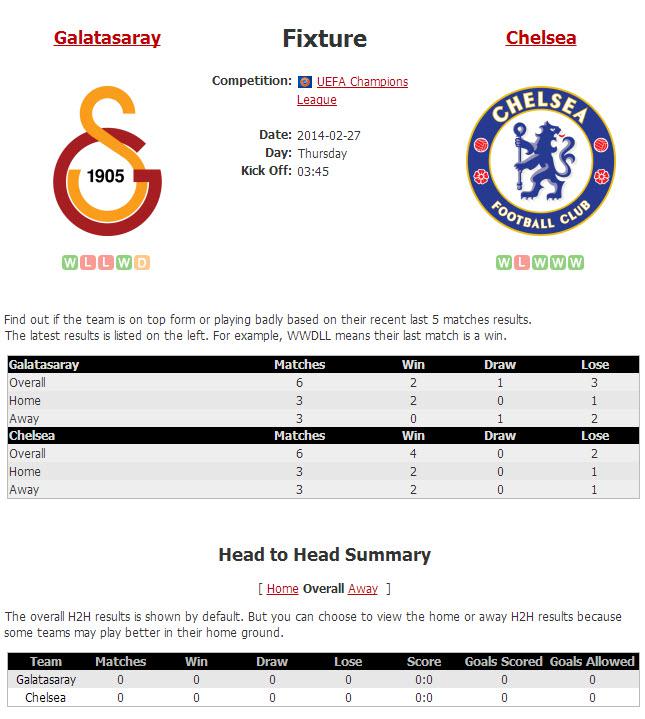 Galatasaray
Fixture
Chelsea
Competition: UEFA Champions
League
Date: 2014-02-27
Day: Thursday
Kick Off: 03:45
1905
CHELSEA
FOOTBALL CLUB
W L L W D
W L W W W
Find out if the team is on top form or playing badly based on their recent last 5 matches results.
The latest results is listed on the left. For example, WWDLL means their last match is a win.
Galatasaray Matches Win Draw Lose
Overall 6 2 1 3
Home 3 2 0 1
Away 3 0 1 2
Chelsea Matches Win Draw Lose
Overall 6 4 0 2
Home 3 2 0 1
Away 3 2 0 1
Head to Head Summary
[ Home Overall Away ]
The overall H2H results is shown by default. But you can choose to view the home or away H2H results because
some teams may play better in their home ground.
Team Matches Win Draw Lose Score Goals Scored Goals Allowed
Galatasaray 0 0 0 0 0:0 0 0
Chelsea 0 0 0 0 0:0 0 0